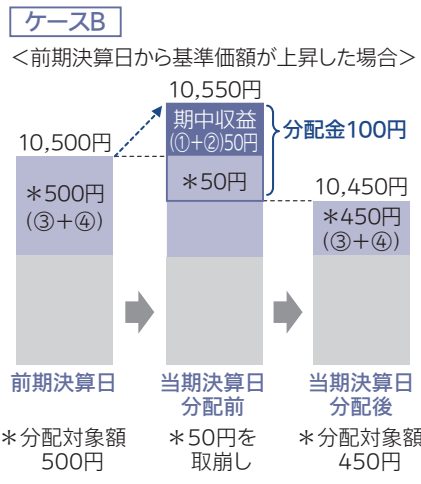 ケースB
<前期決算日から基準価額が上昇した場合>
10,550円
期中収益
(①+②)50円
分配金100円
10,500円
*50円
*500円
(③+④)
10,450円
*450円
(③+④)
前期決算日
当期決算日
分配前
当期決算日
分配後
*分配対象額
500円
*50円を
取崩し
*分配対象額
450円